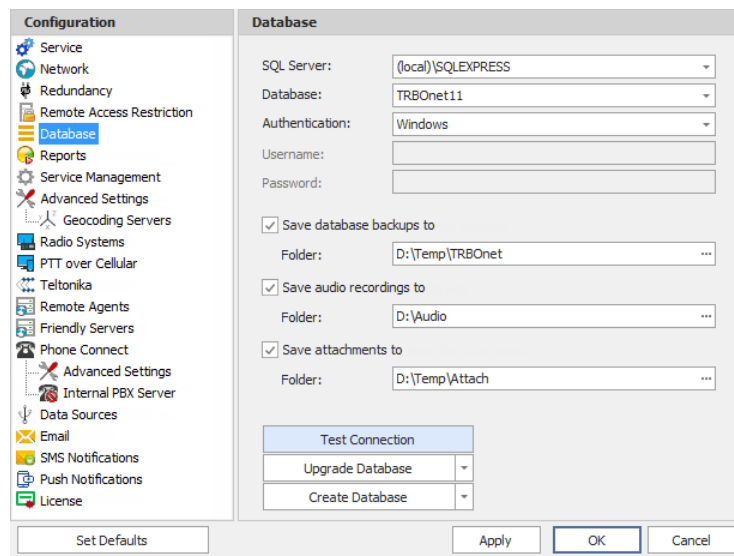 Configuration
Service
Network
Redundancy
Remote Access Restriction
Database
Reports
Service Management
Advanced Settings
Geocoding Servers
Radio Systems
PTT over Cellular
Teltonika
Remote Agents
Friendly Servers
Phone Connect
Advanced Settings
Internal PBX Server
Data Sources
Email
SMS Notifications
Push Notifications
License
Set Defaults
Database
SQL Server: (local)\SQLEXPRESS
Database: TRBOnet11
Authentication: Windows
Username:
Password:
Save database backups to
Folder: D:\Temp\TRBOnet ...
Save audio recordings to
Folder: D:\Audio ...
Save attachments to
Folder: D:\Temp\Attach ...
Test Connection
Upgrade Database
Create Database
Apply OK Cancel